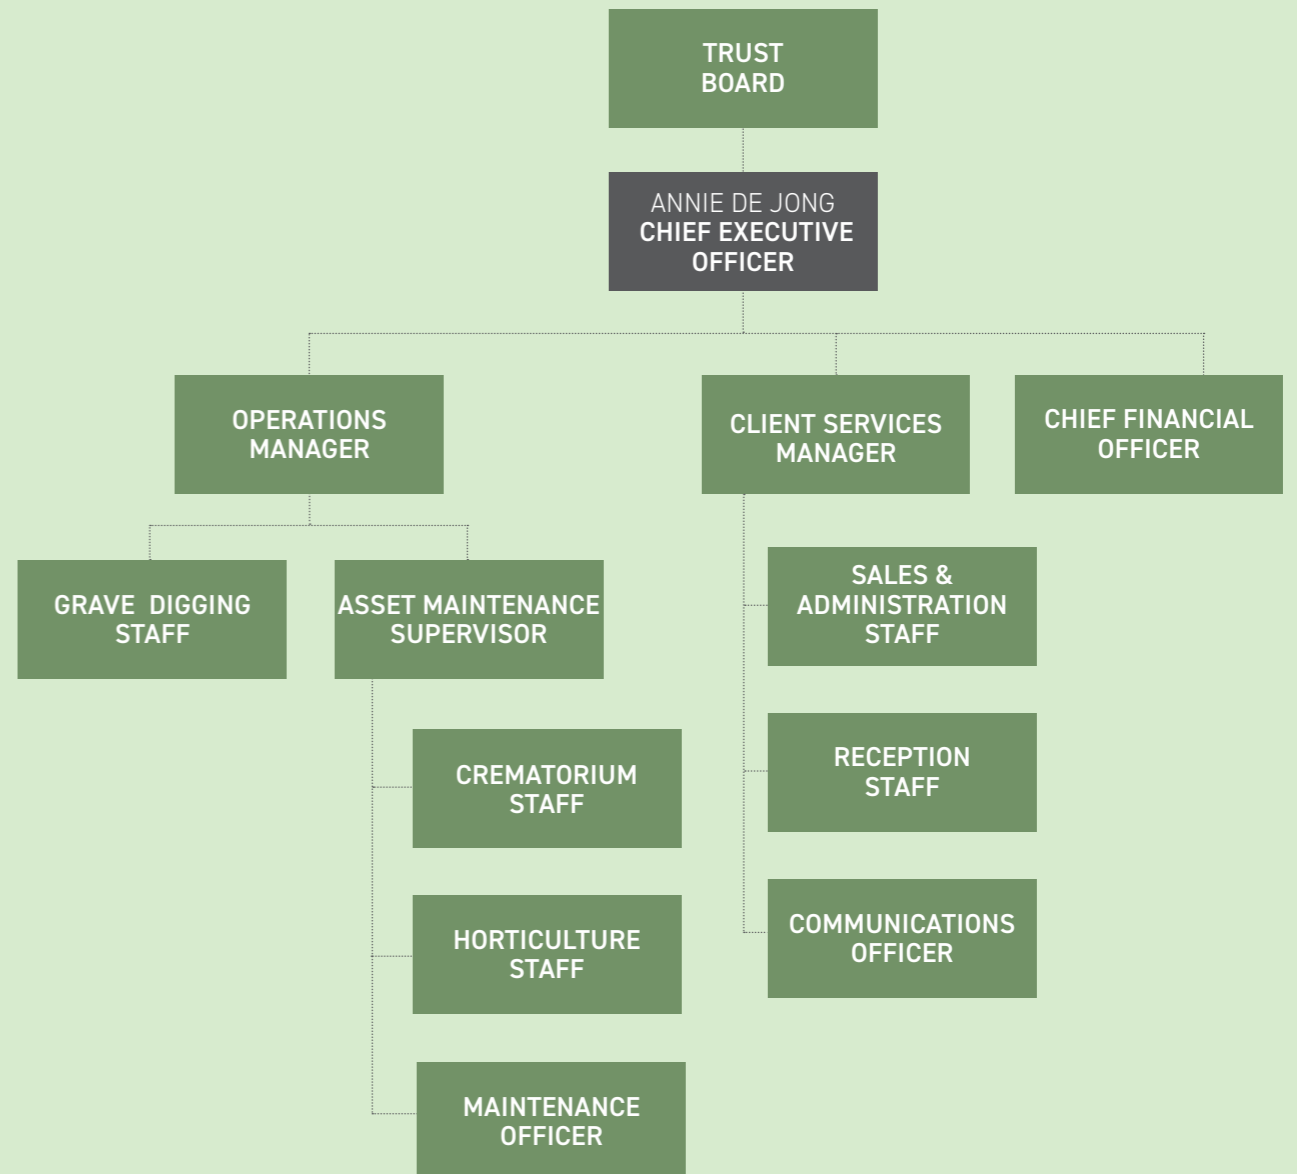 TRUST
BOARD
ANNIE DE JONG
CHIEF EXECUTIVE
OFFICER
OPERATIONS
MANAGER
CLIENT SERVICES
MANAGER
CHIEF FINANCIAL
OFFICER
GRAVE DIGGING
STAFF
ASSET MAINTENANCE
SUPERVISOR
SALES &
ADMINISTRATION
STAFF
CREMATORIUM
STAFF
RECEPTION
STAFF
HORTICULTURE
STAFF
COMMUNICATIONS
OFFICER
MAINTENANCE
OFFICER